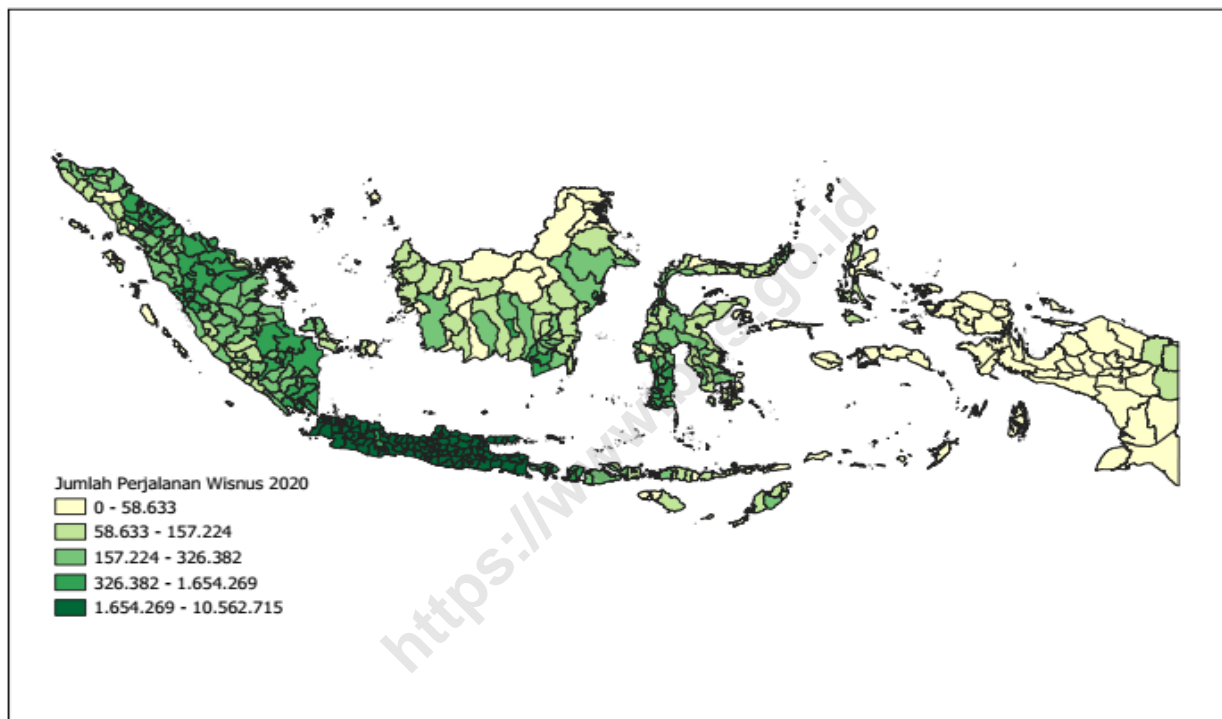 https://www.bps.go.id
Jumlah Perjalanan Wisnus 2020
0 - 58.633
58.633 - 157.224
157.224 - 326.382
326.382 - 1.654.269
1.654.269 - 10.562.715